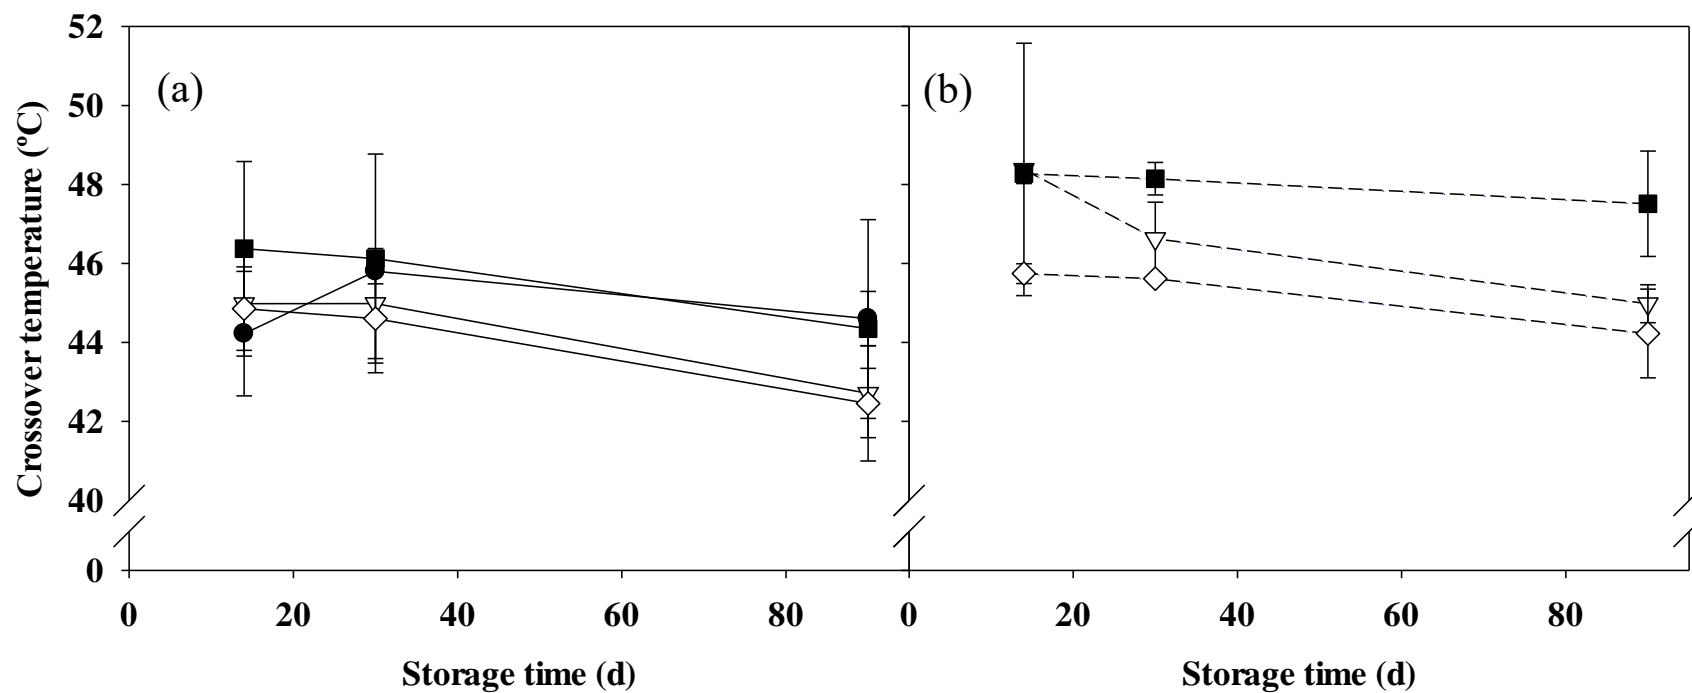 52
50
48
46
44
42
40
0
Crossover temperature (ºC)
(a)
(b)
0 20 40 60 80 0 20 40 60 80
Storage time (d) Storage time (d)